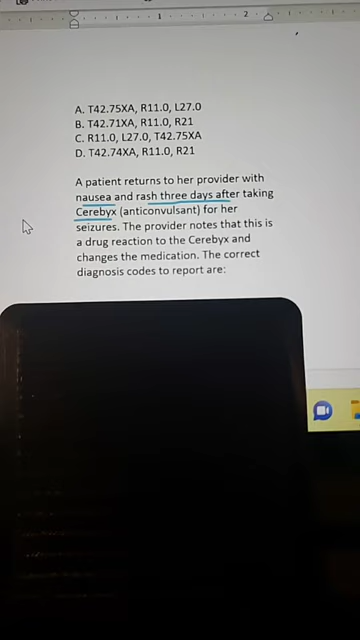 1
2
A. T42.75XA, R11.0, L27.0
B. T42.71XA, R11.0, R21
C. R11.0, L27.0, T42.75XA
D. T42.74XA, R11.0, R21
A patient returns to her provider with
nausea and rash three days after taking
Cerebyx (anticonvulsant) for her
seizures. The provider notes that this is
a drug reaction to the Cerebyx and
changes the medication. The correct
diagnosis codes to report are: